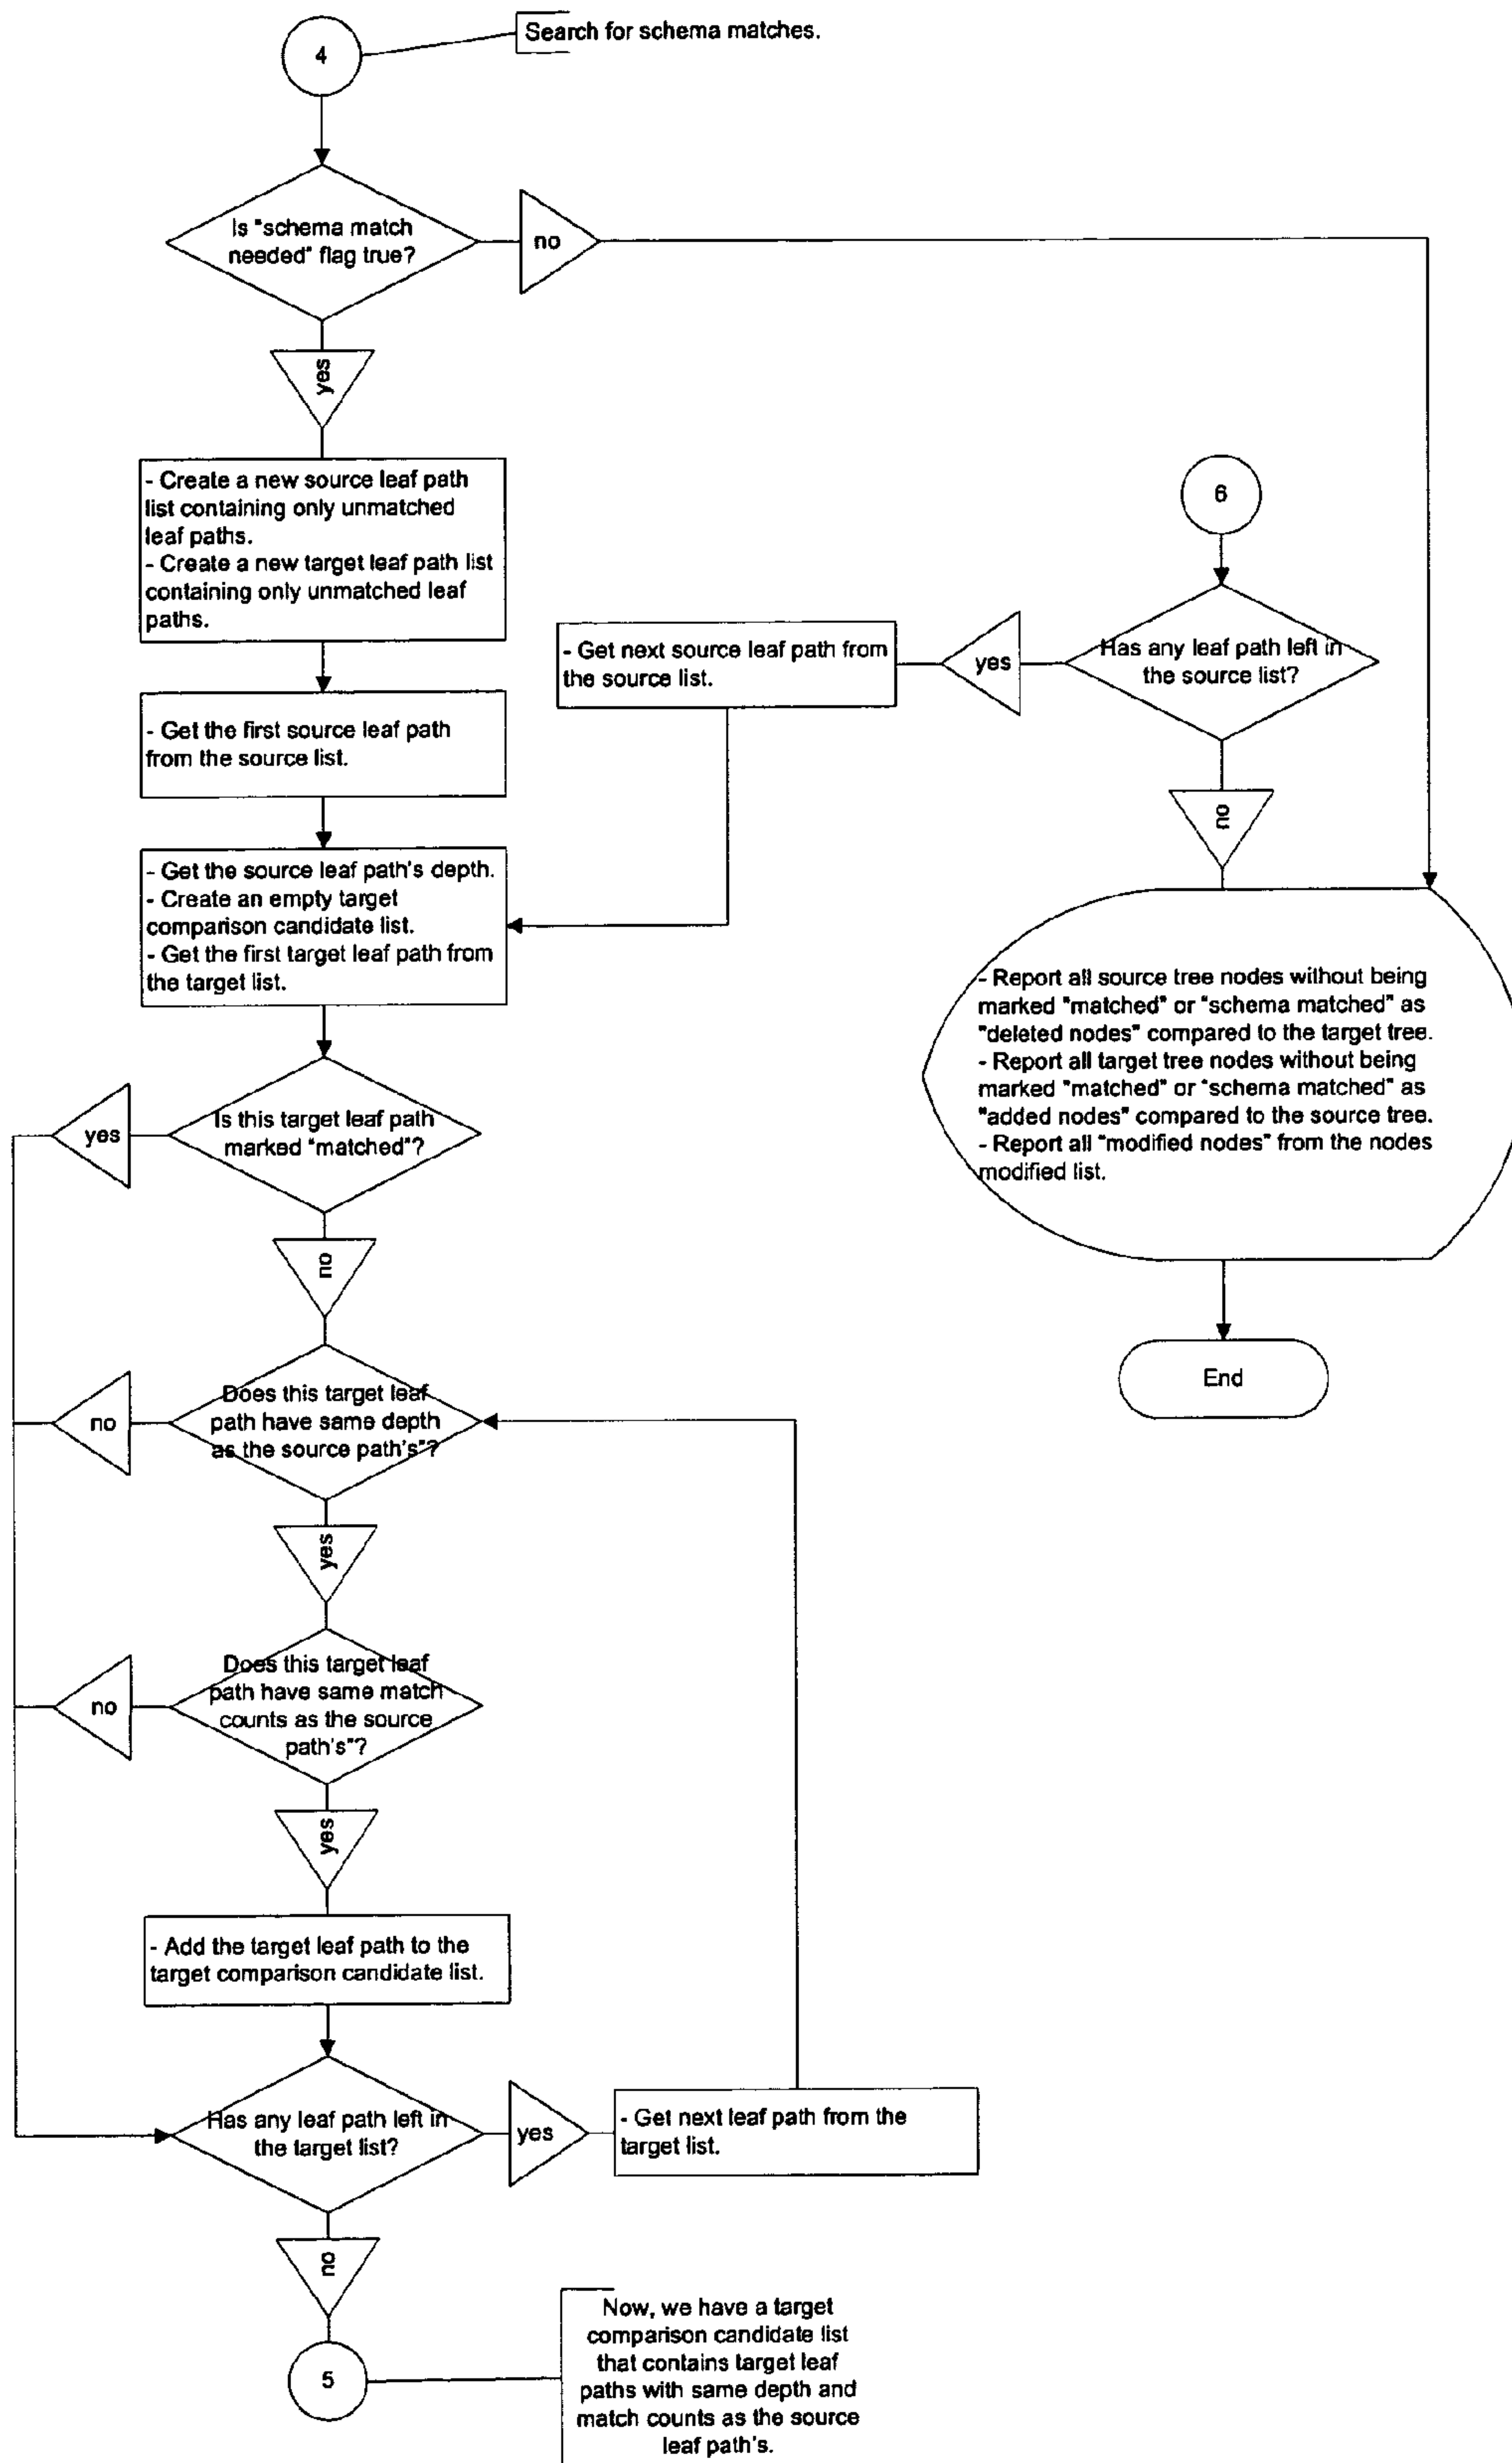 4
Search for schema matches.
Is "schema match
needed" flag true?
no
yes
- Create a new source leaf path
list containing only unmatched
leaf paths.
- Create a new target leaf path list
containing only unmatched leaf
paths.
6
- Get next source leaf path from
the source list.
yes
Has any leaf path left in
the source list?
- Get the first source leaf path
from the source list.
no
- Get the source leaf path's depth.
- Create an empty target
comparison candidate list.
- Get the first target leaf path from
the target list.
- Report all source tree nodes without being
marked "matched" or "schema matched" as
"deleted nodes" compared to the target tree.
- Report all target tree nodes without being
marked "matched" or "schema matched" as
"added nodes" compared to the source tree.
- Report all "modified nodes" from the nodes
modified list.
yes
Is this target leaf path
marked "matched"?
no
End
no
Does this target leaf
path have same depth
as the source path's"?
yes
no
Does this target leaf
path have same match
counts as the source
path's"?
yes
- Add the target leaf path to the
target comparison candidate list.
Has any leaf path left in
the target list?
yes
- Get next leaf path from the
target list.
no
5
Now, we have a target
comparison candidate list
that contains target leaf
paths with same depth and
match counts as the source
leaf path's.